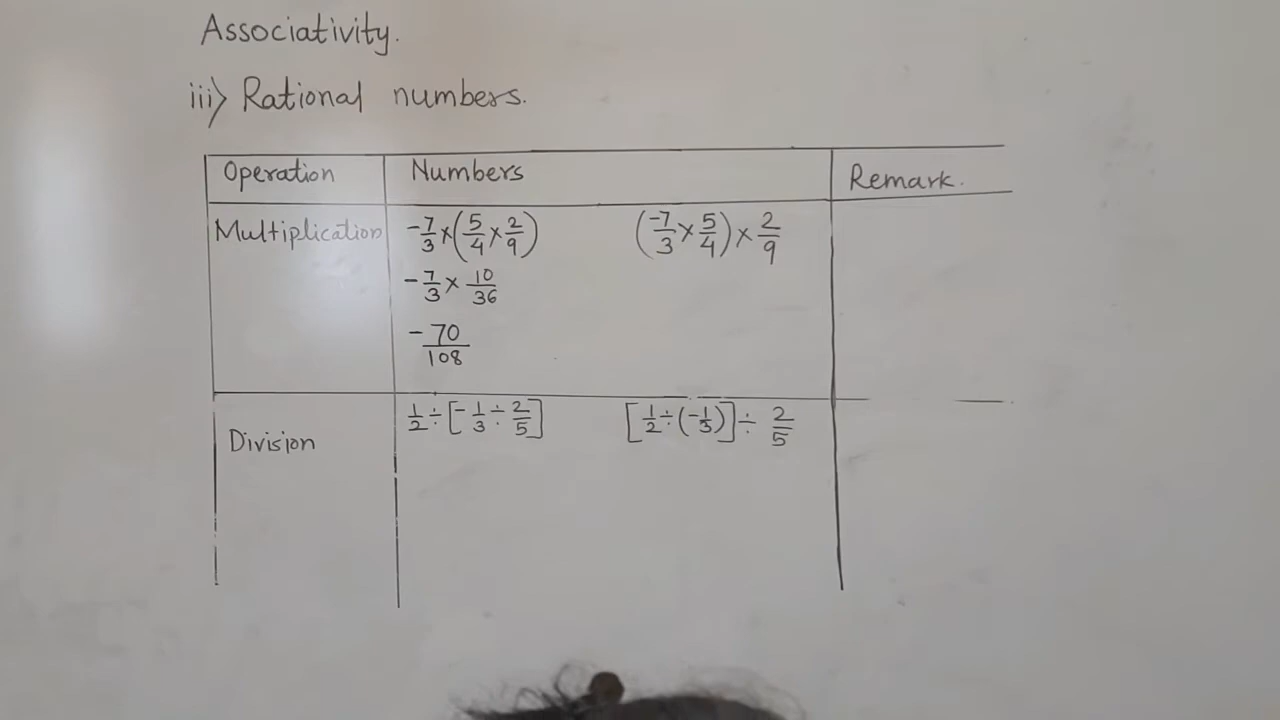 Associativity.
iii) Rational numbers.
Operation Numbers Remark.
Multiplication -7/3 × (5/4 × 2/9) (-7/3 × 5/4) × 2/9
-7/3 × 10/36
-70/108
Division 1/2 ÷ [-1/3 ÷ 2/5] [1/2 ÷ (-1/3)] ÷ 2/5